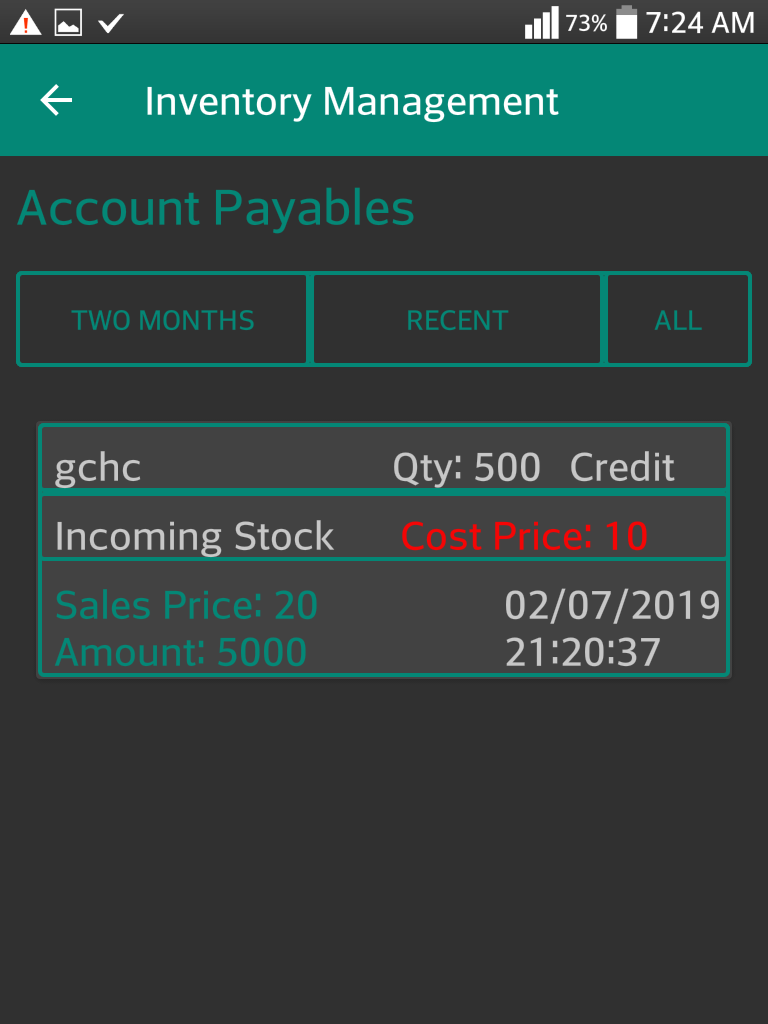 73% 7:24 AM
Inventory Management
Account Payables
TWO MONTHS RECENT ALL
gchc Qty: 500 Credit
Incoming Stock Cost Price: 10
Sales Price: 20 02/07/2019
Amount: 5000 21:20:37